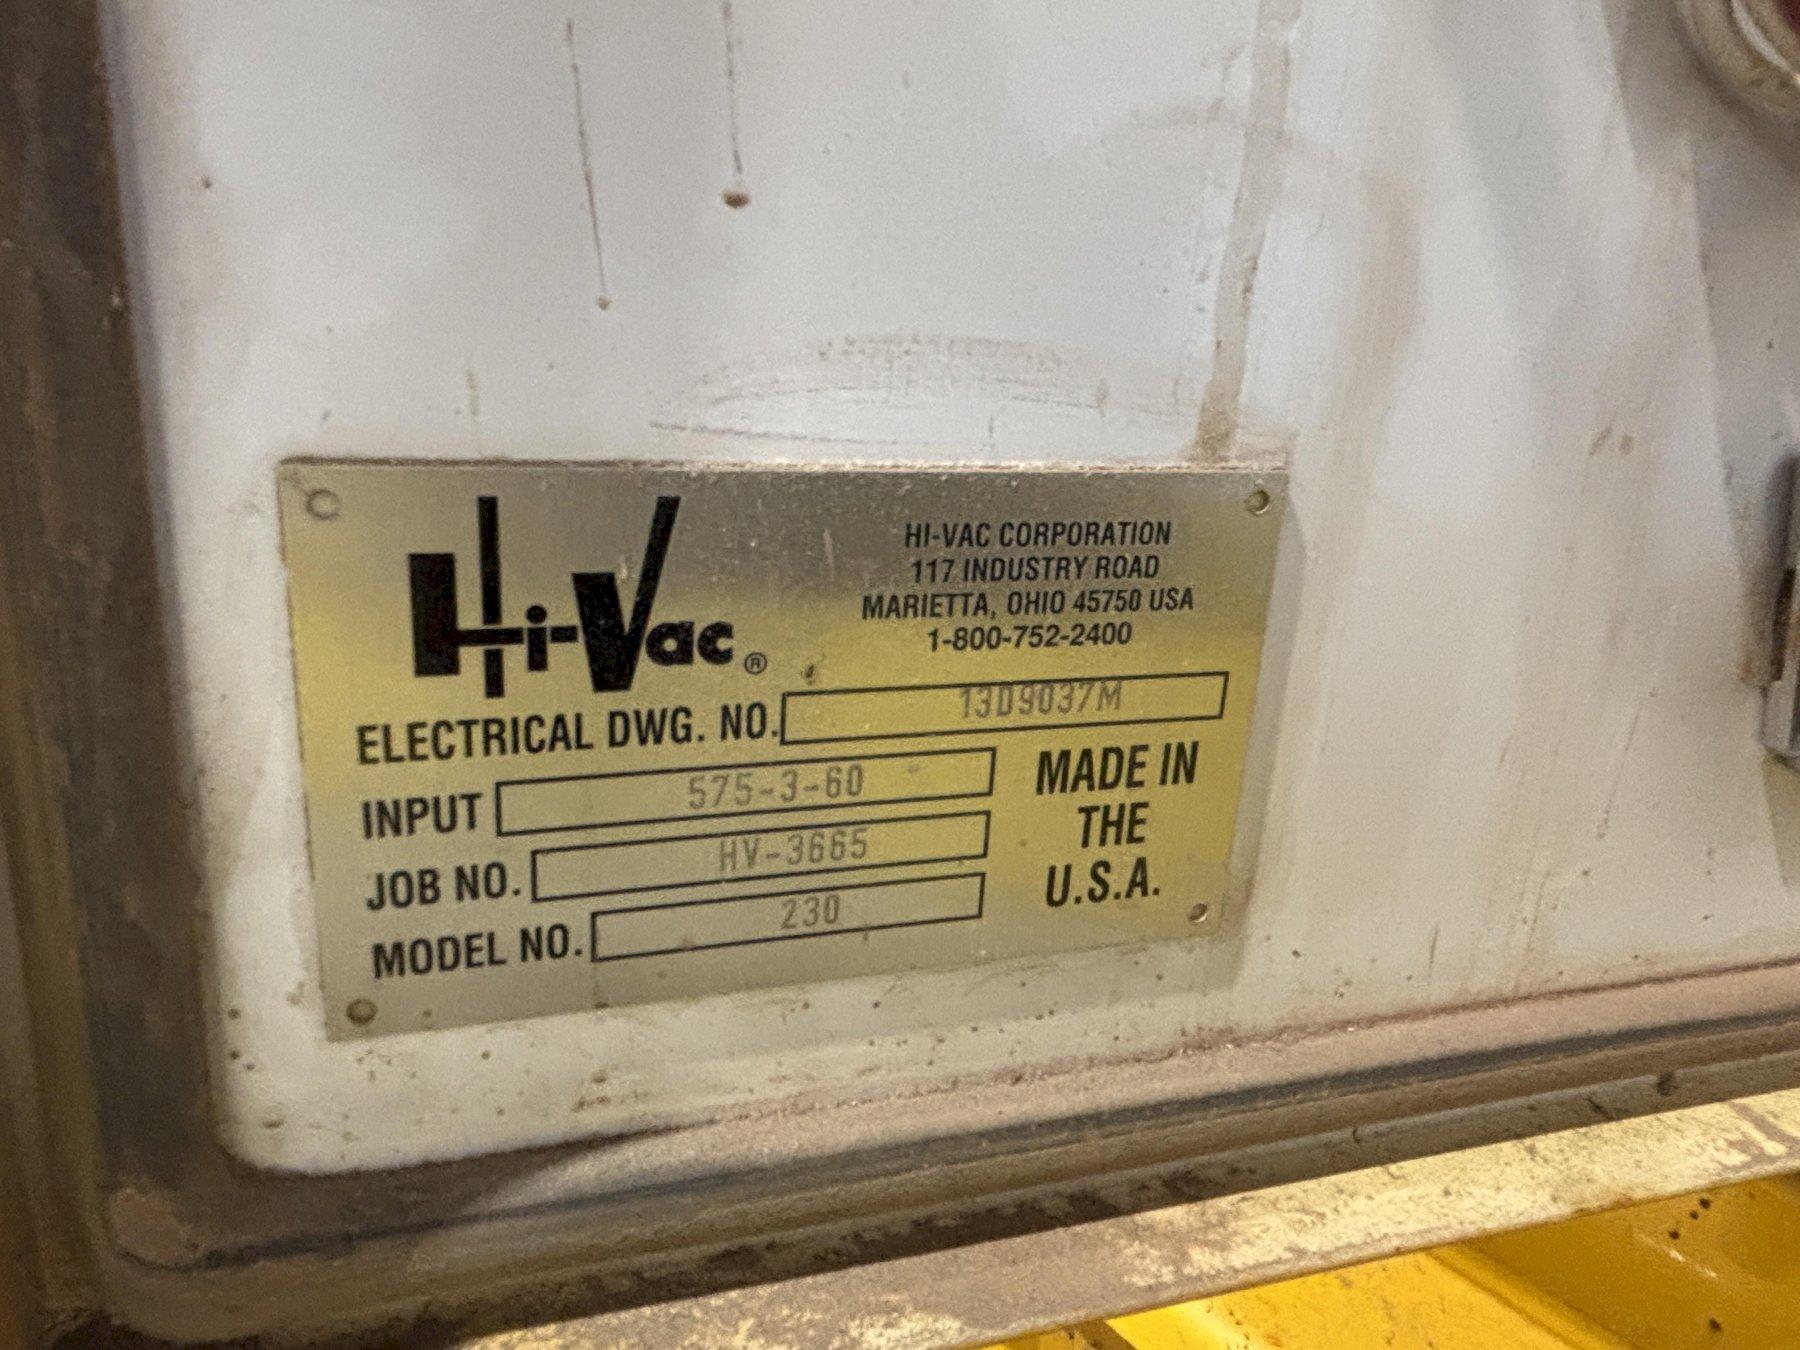 Hi-Vac®
HI-VAC CORPORATION
117 INDUSTRY ROAD
MARIETTA, OHIO 45750 USA
1-800-752-2400
ELECTRICAL DWG. NO. 13D9037M
INPUT 575-3-60
JOB NO. HV-3665
MODEL NO. 230
MADE IN
THE
U.S.A.